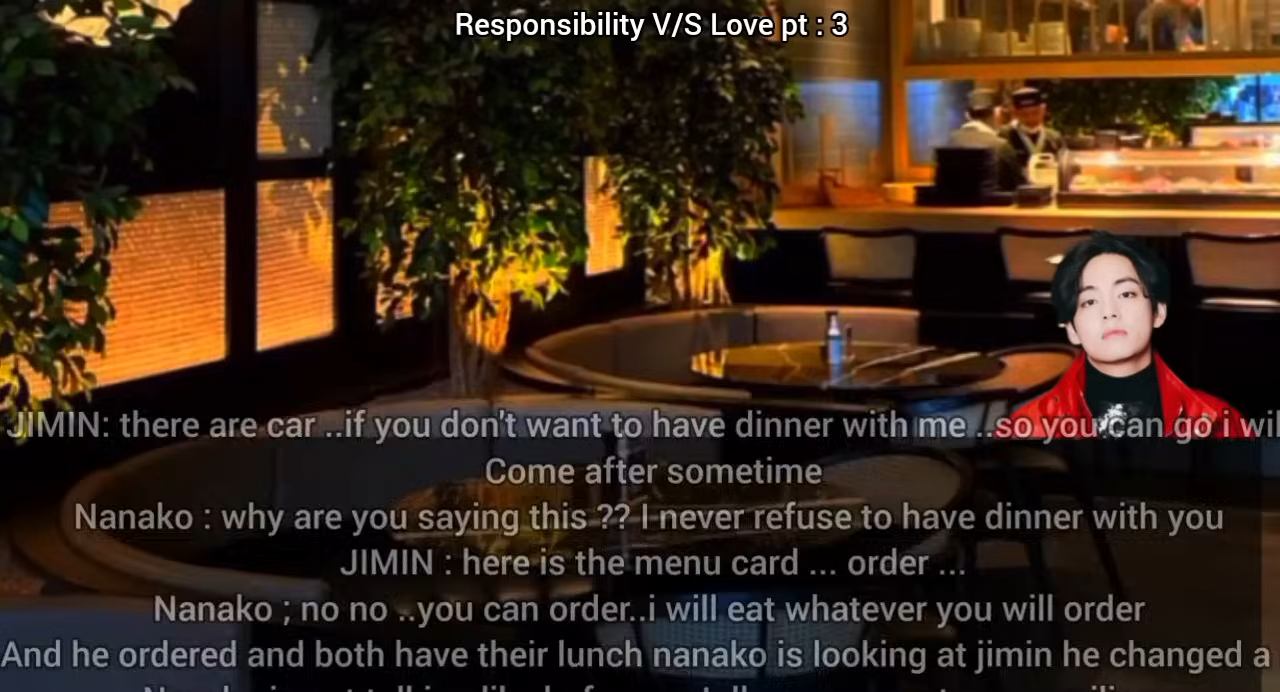 Responsibility V/S Love pt : 3
JIMIN: there are car ..if you don't want to have dinner with me ..so you can go i
Come after sometime
Nanako : why are you saying this ?? I never refuse to have dinner with you
JIMIN : here is the menu card ... order ...
Nanako ; no no ..you can order..i will eat whatever you will order
And he ordered and both have their lunch nanako is looking at jimin he changed a